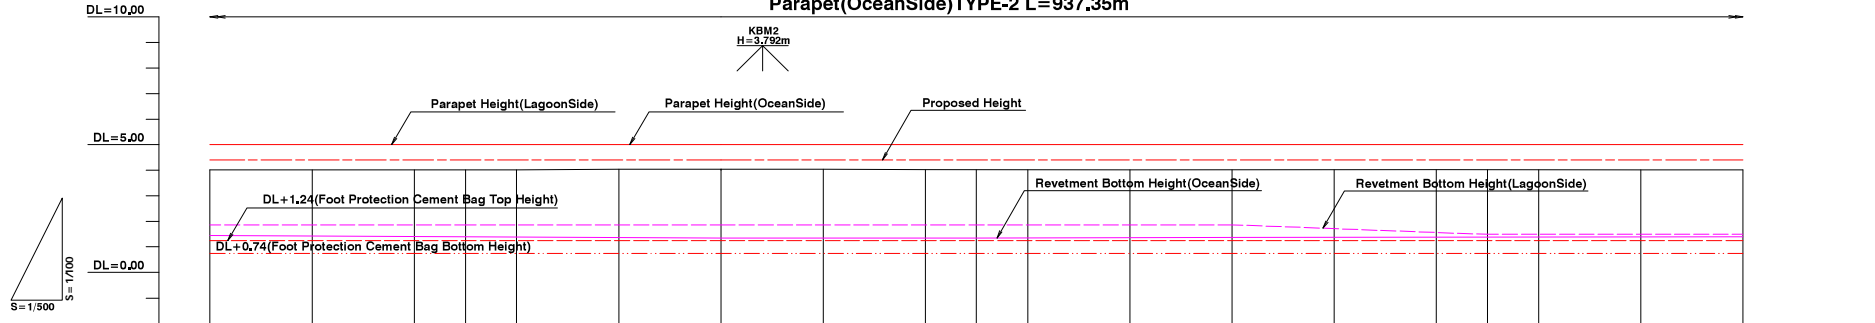 Parapet(OceanSide)TYPE-2 L=937.35m
DL=10.00
KBM2
H=3.792m
Parapet Height(LagoonSide)
Parapet Height(OceanSide)
Proposed Height
DL=5.00
Revetment Bottom Height(OceanSide)
Revetment Bottom Height(LagoonSide)
DL+1.24(Foot Protection Cement Bag Top Height)
DL+0.74(Foot Protection Cement Bag Bottom Height)
DL=0.00
S=1/100
S=1/500